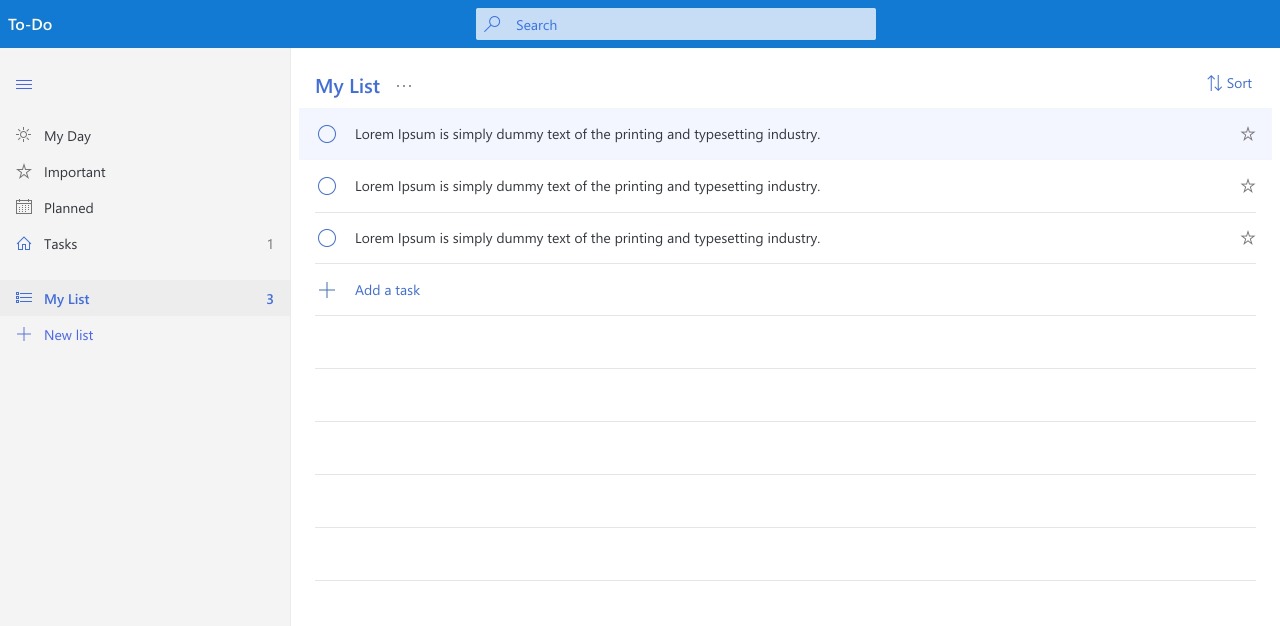 To-Do
Search
My Day
Important
Planned
Tasks 1
My List 3
New list
My List ...
Sort
Lorem Ipsum is simply dummy text of the printing and typesetting industry.
Lorem Ipsum is simply dummy text of the printing and typesetting industry.
Lorem Ipsum is simply dummy text of the printing and typesetting industry.
Add a task